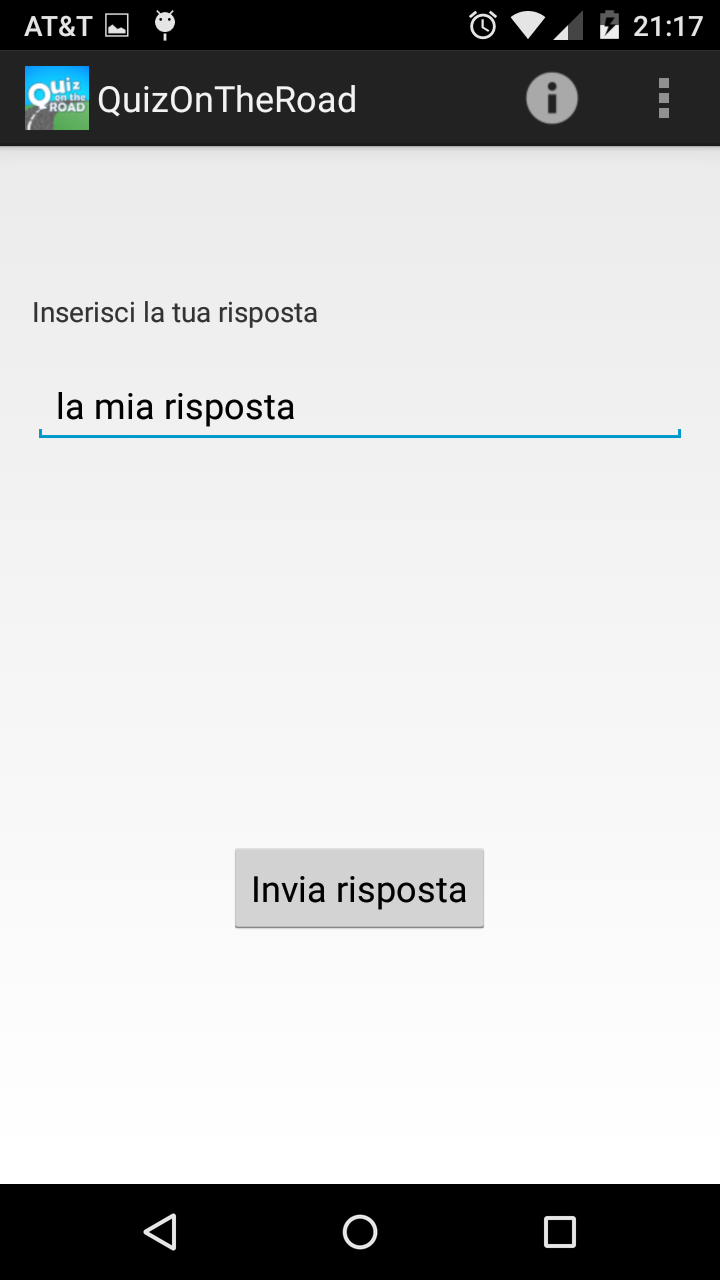 AT&T 21:17
Quiz on the ROAD QuizOnTheRoad
Inserisci la tua risposta
la mia risposta
Invia risposta